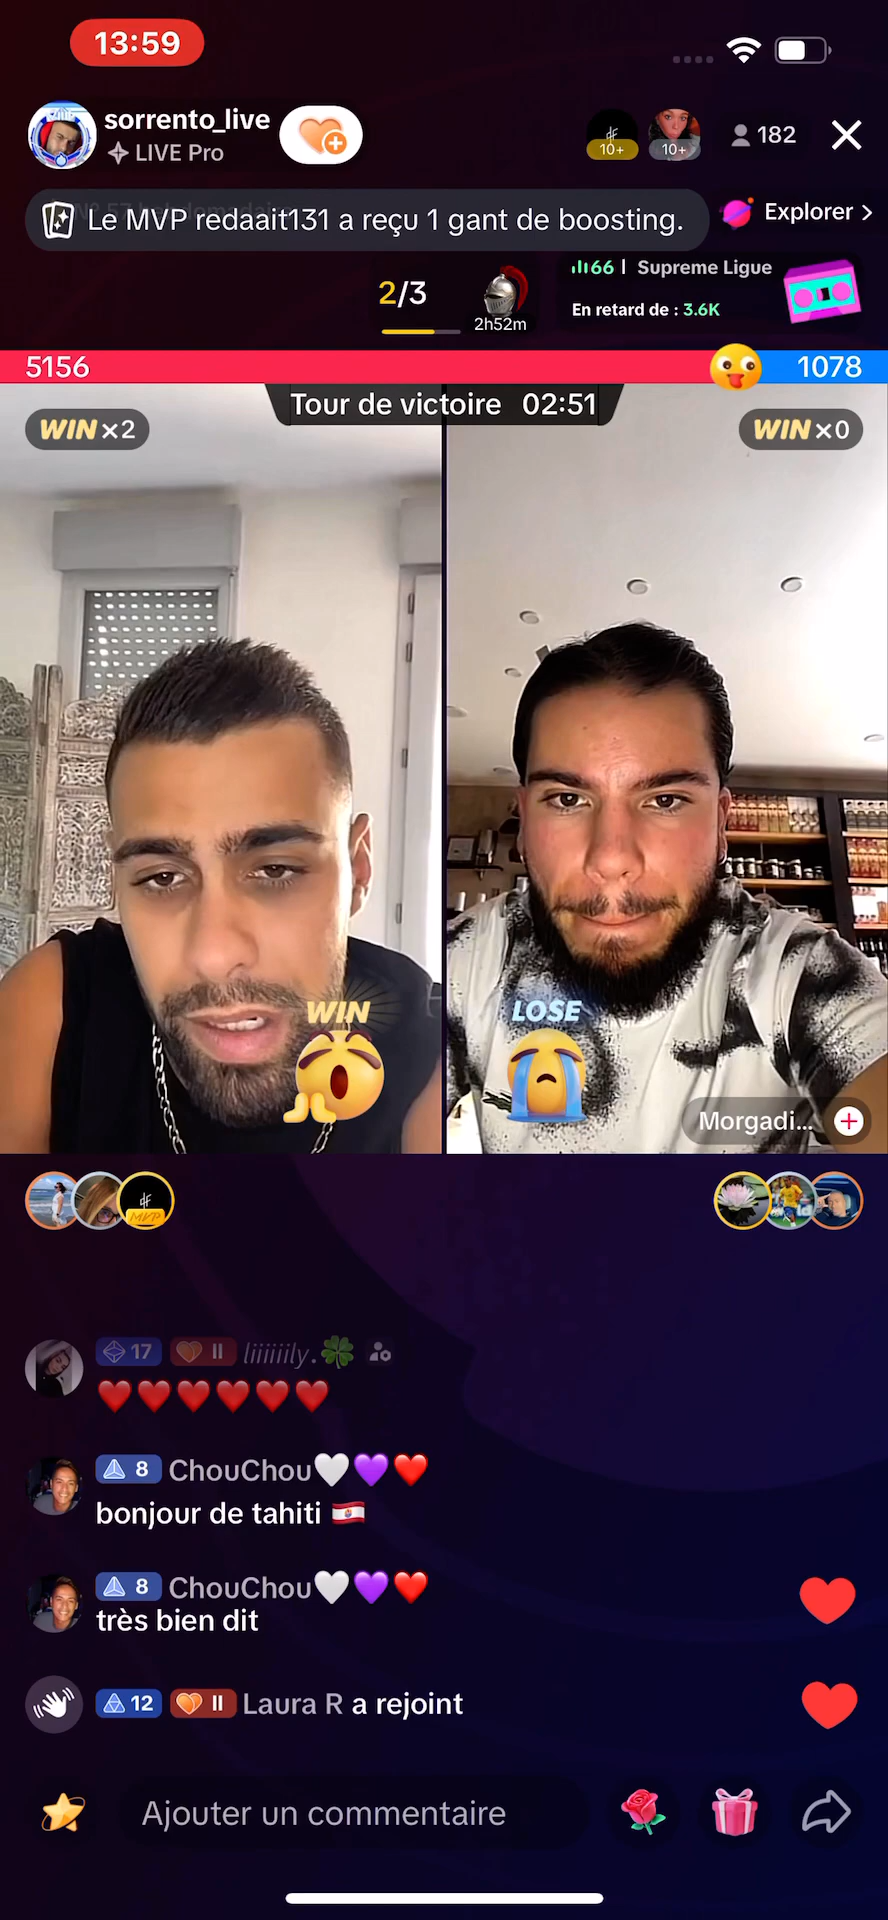 13:59
sorrento_live
LIVE Pro
10+
10+
182
Le MVP redaait131 a reçu 1 gant de boosting.
Explorer >
2/3
2h52m
66 | Supreme Ligue
En retard de : 3.6K
5156
1078
Tour de victoire 02:51
WIN x2
WIN x0
WIN
LOSE
Morgadi...
MVP
17 II liiiiiily.🍀
❤️❤️❤️❤️❤️❤️
8 ChouChou🤍💜❤️
bonjour de tahiti 🇵🇫
8 ChouChou🤍💜❤️
très bien dit
12 II Laura R a rejoint
Ajouter un commentaire